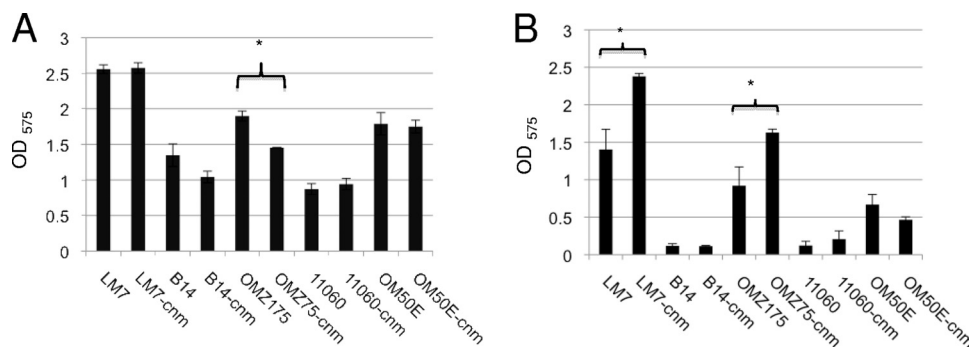 A
*
3
2.5
2
1.5
1
0.5
0
OD 575
LM7
LM7-cnm
B14
B14-cnm
OMZ175
OMZ75-cnm
11060
11060-cnm
OM50E
OM50E-cnm
B
*
*
3
2.5
2
1.5
1
0.5
0
OD 575
LM7
LM7-cnm
B14
B14-cnm
OMZ175
OMZ75-cnm
11060
11060-cnm
OM50E
OM50E-cnm